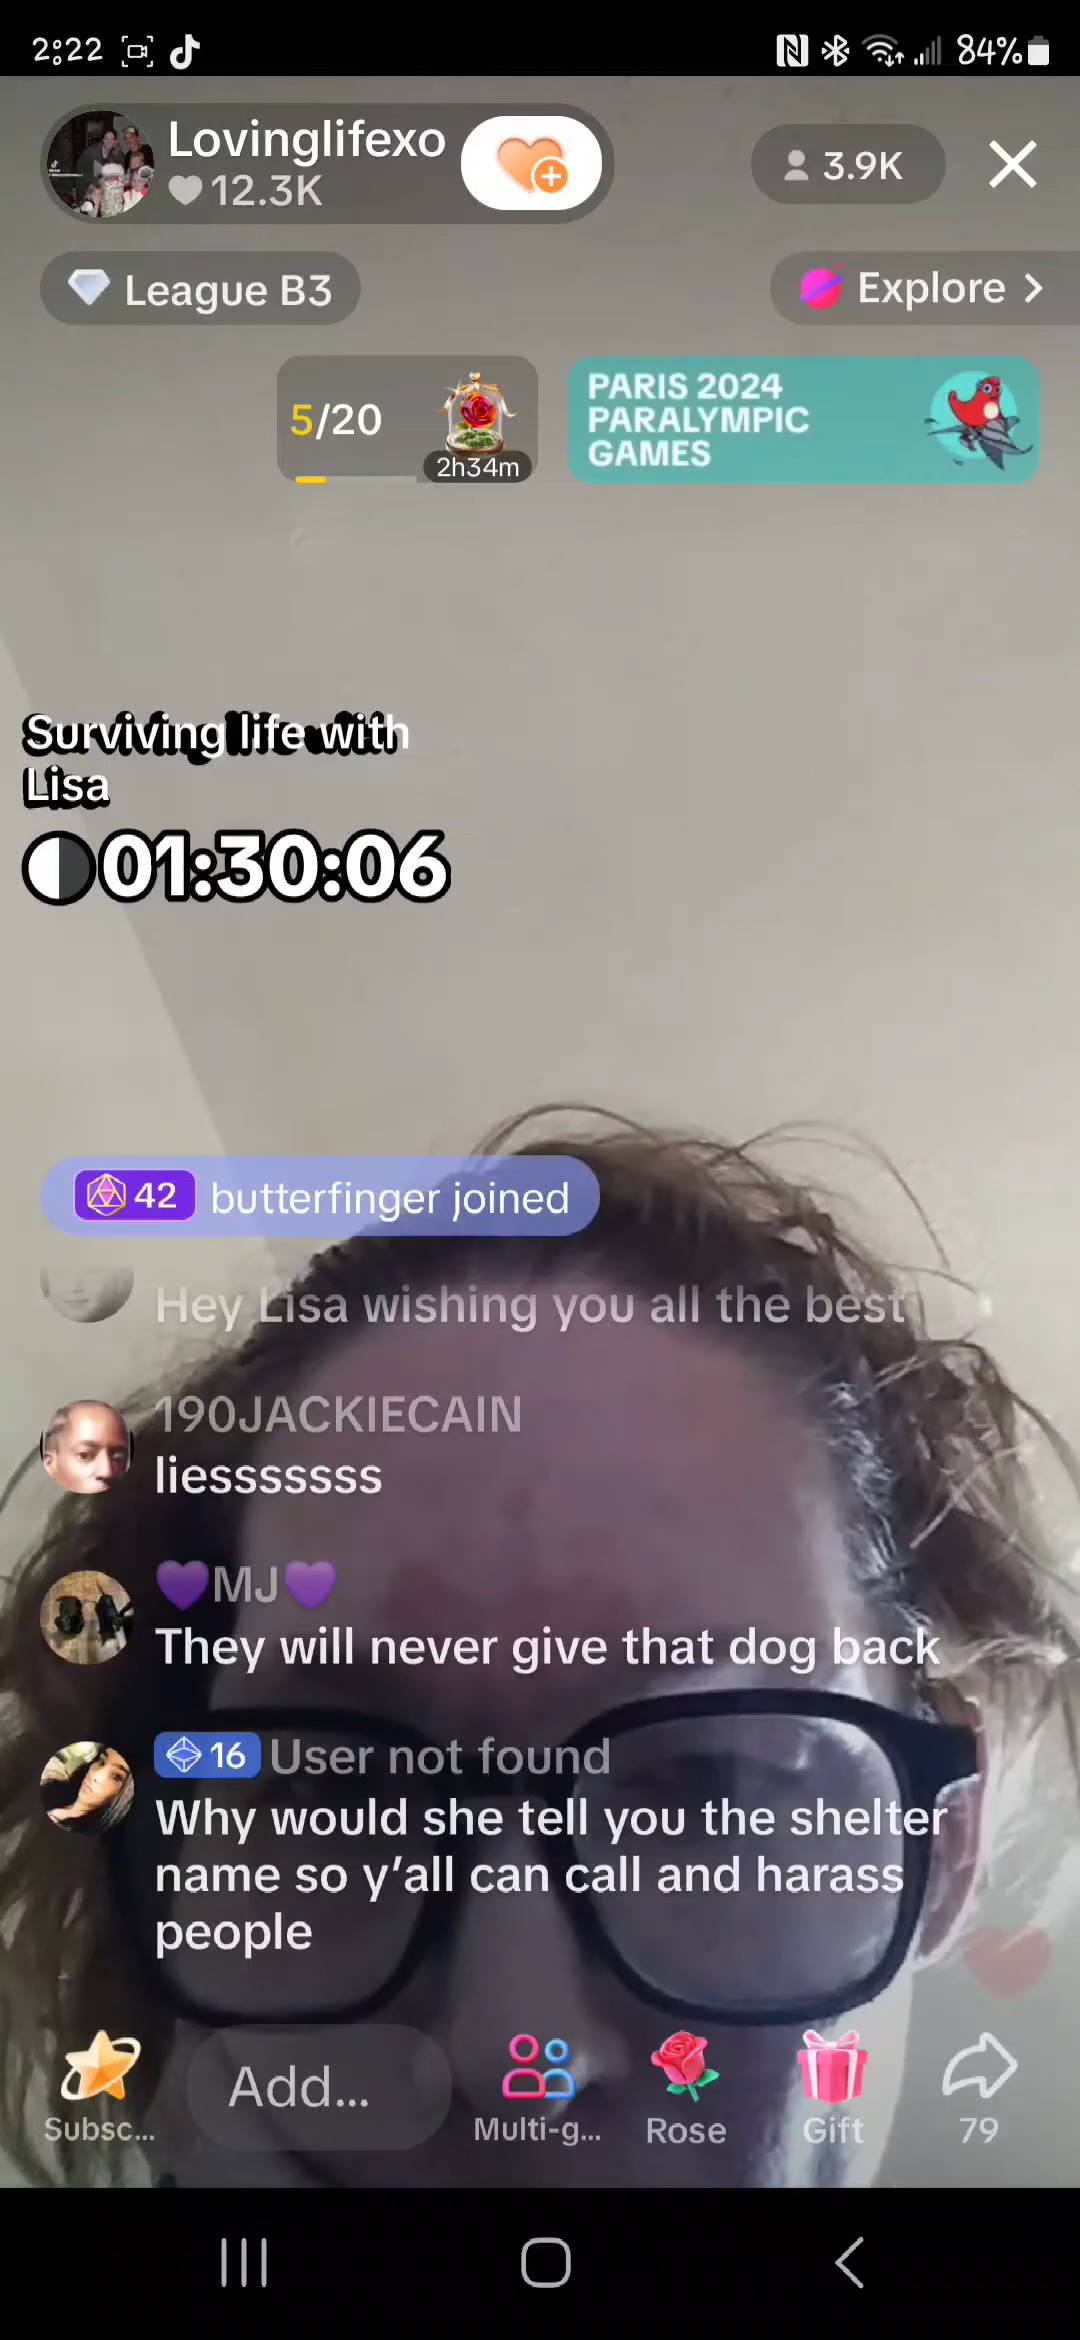 2:22
84%
Lovinglifexo
12.3K
3.9K
League B3
Explore
5/20
2h34m
PARIS 2024
PARALYMPIC
GAMES
Surviving life with
Lisa
01:30:06
42 butterfinger joined
Hey Lisa wishing you all the best
190JACKIECAIN
liesssssss
💜MJ💜
They will never give that dog back
16 User not found
Why would she tell you the shelter
name so y'all can call and harass
people
Subsc...
Add...
Multi-g...
Rose
Gift
79